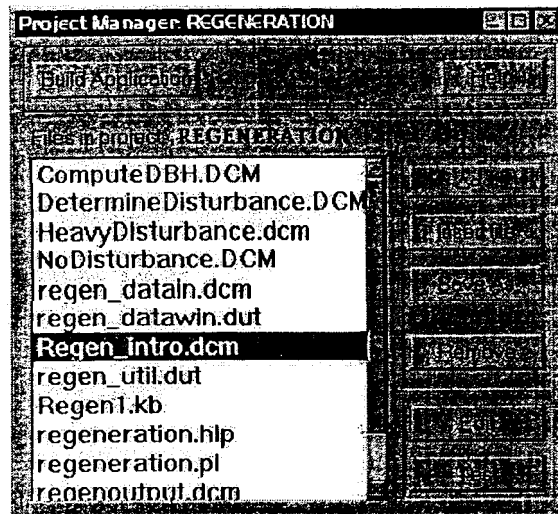 Project Manager: REGENERATION
Build Application
Files in project: REGENERATION
ComputeDBH.DCM
DetermineDisturbance.DCM
HeavyDisturbance.dcm
NoDisturbance.DCM
regen_datain.dcm
regen_datawin.dut
Regen_intro.dcm
regen_util.dut
Regen1.kb
regeneration.hlp
regeneration.pl
regenoutput.dcm